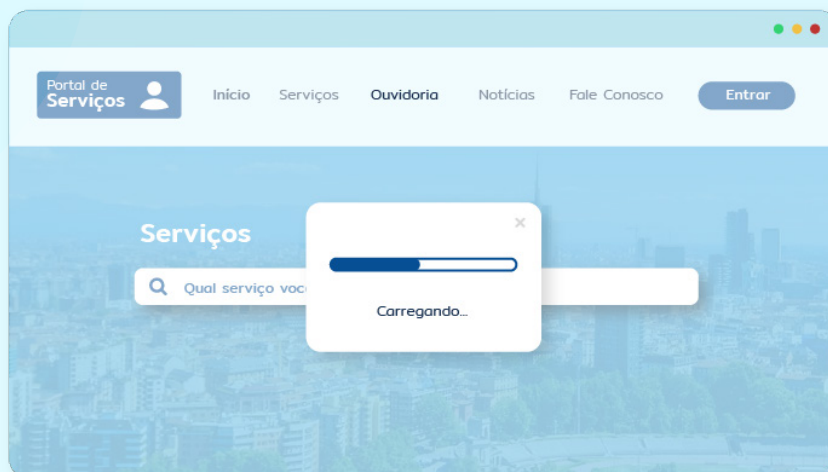 Portal de
Serviços
Início Serviços Ouvidoria Notícias Fale Conosco Entrar
Serviços
Qual serviço voc
Carregando...